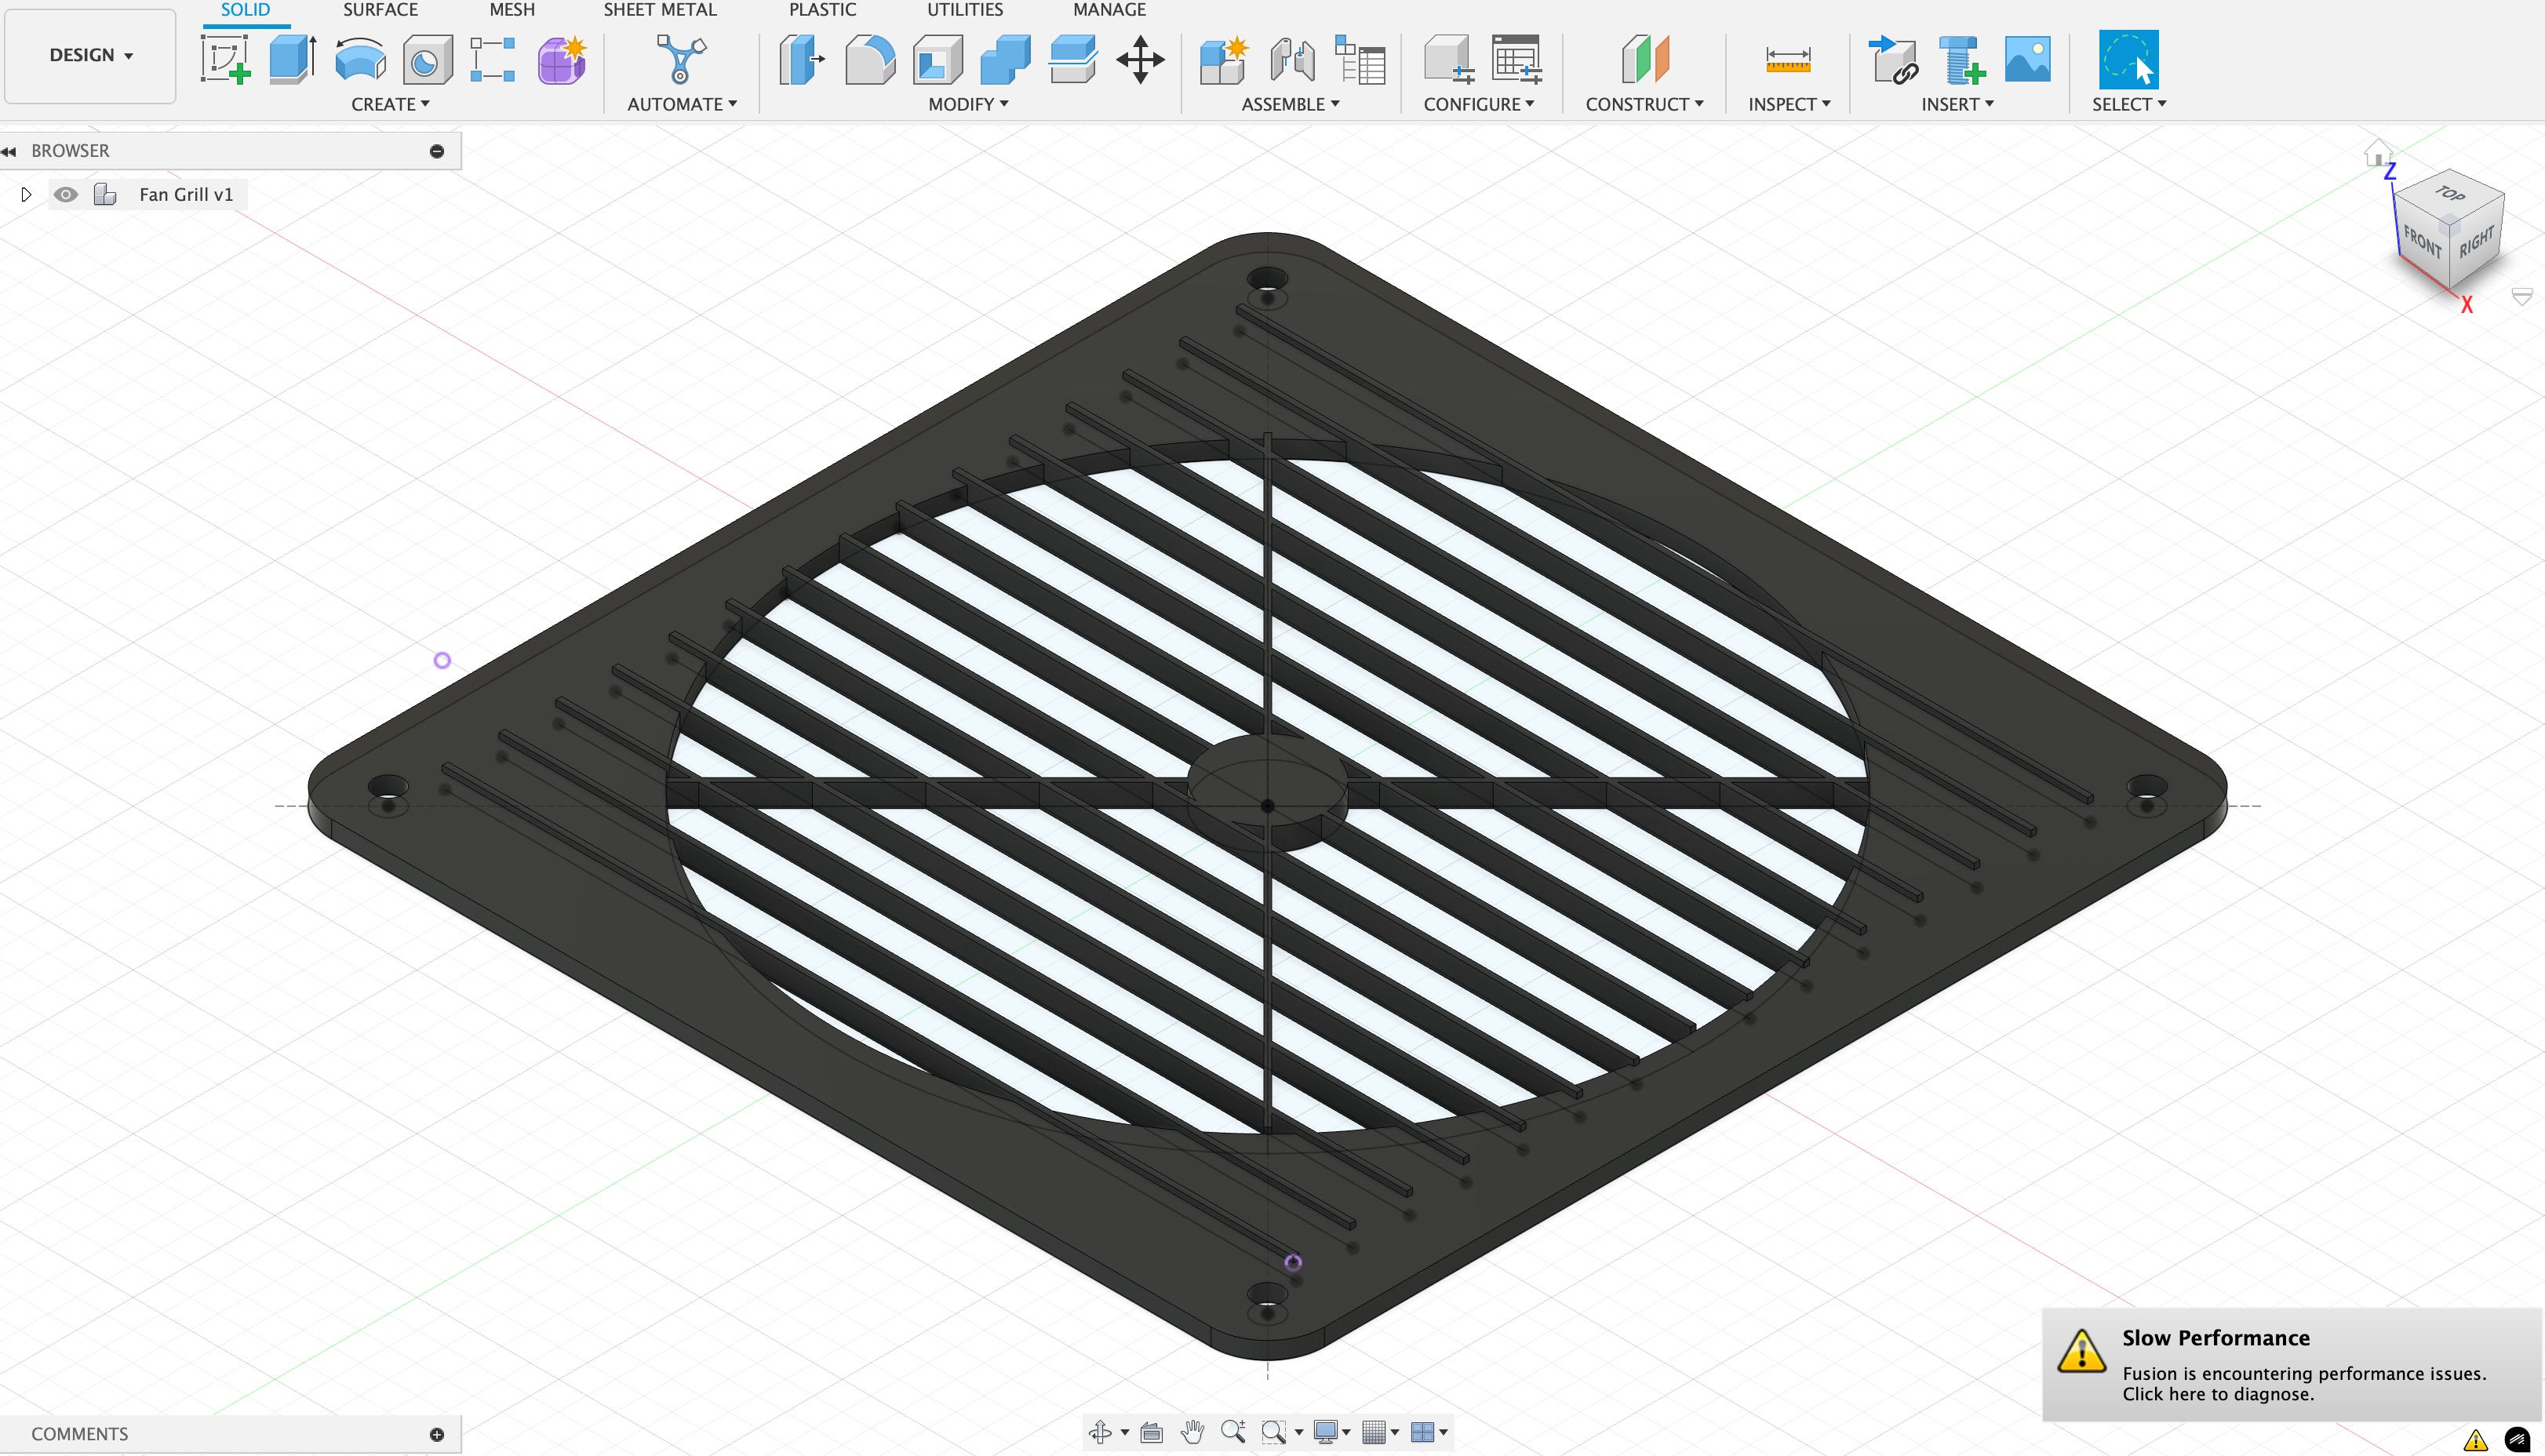 SOLID SURFACE MESH SHEET METAL PLASTIC UTILITIES MANAGE
DESIGN
CREATE AUTOMATE MODIFY ASSEMBLE CONFIGURE CONSTRUCT INSPECT INSERT SELECT
BROWSER
Fan Grill v1
Z
TOP
FRONT RIGHT
X
Slow Performance
Fusion is encountering performance issues.
Click here to diagnose.
COMMENTS